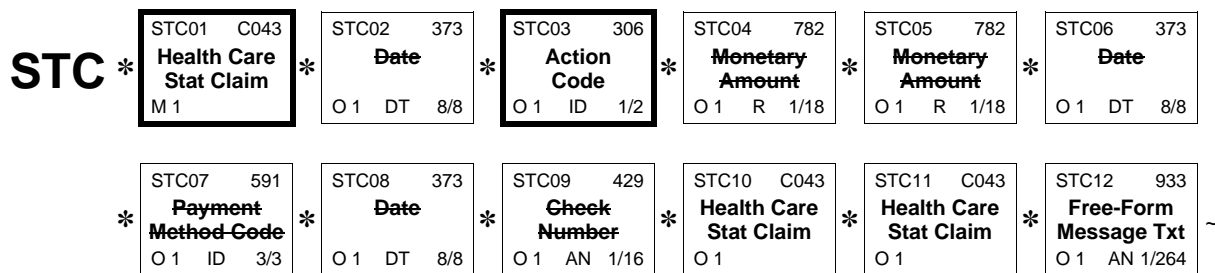 STC01 C043 STC02 373 STC03 306 STC04 782 STC05 782 STC06 373
STC * Health Care * Date * Action * Monetary * Monetary * Date
Stat Claim Code Amount Amount
M 1 O 1 DT 8/8 O 1 ID 1/2 O 1 R 1/18 O 1 R 1/18 O 1 DT 8/8
STC07 591 STC08 373 STC09 429 STC10 C043 STC11 C043 STC12 933
* Payment * Date * Check * Health Care * Health Care * Free-Form
Method Code Number Stat Claim Stat Claim Message Txt ~
O 1 ID 3/3 O 1 DT 8/8 O 1 AN 1/16 O 1 O 1 O 1 AN 1/264